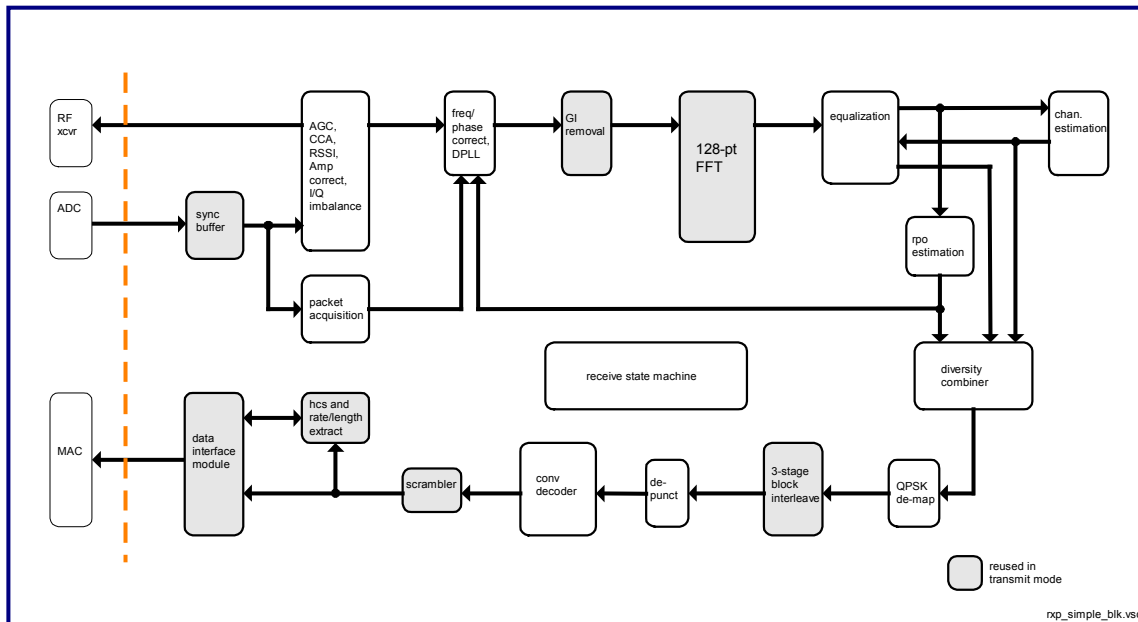 RF
xcvr
AGC,
CCA,
RSSI,
Amp
correct,
I/Q
imbalance
freq/
phase
correct,
DPLL
GI
removal
128-pt
FFT
equalization
chan.
estimation
ADC
sync
buffer
rpo
estimation
packet
acquisition
receive state machine
diversity
combiner
MAC
data
interface
module
hcs and
rate/length
extract
scrambler
conv
decoder
de-
punct
3-stage
block
interleave
QPSK
de-map
reused in
transmit mode
rxp_simple_blk.vsd